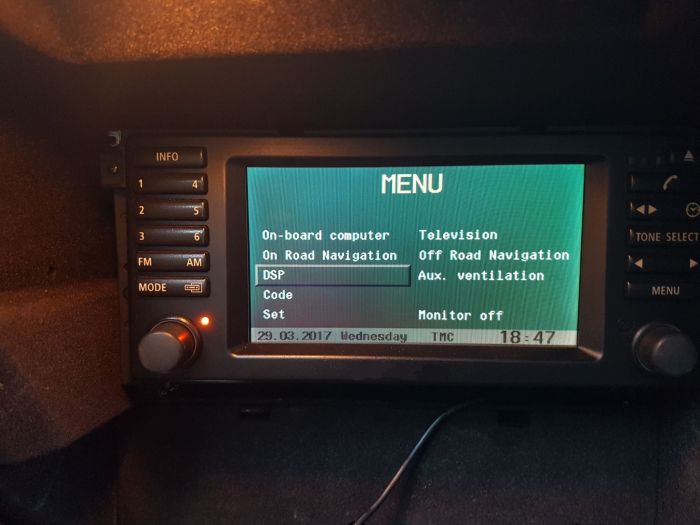 INFO
1 4
2 5
3 6
FM AM
MODE
MENU
On-board computer Television
On Road Navigation Off Road Navigation
DSP Aux. ventilation
Code
Set Monitor off
29.03.2017 Wednesday TMC 18:47
TONE SELECT
MENU